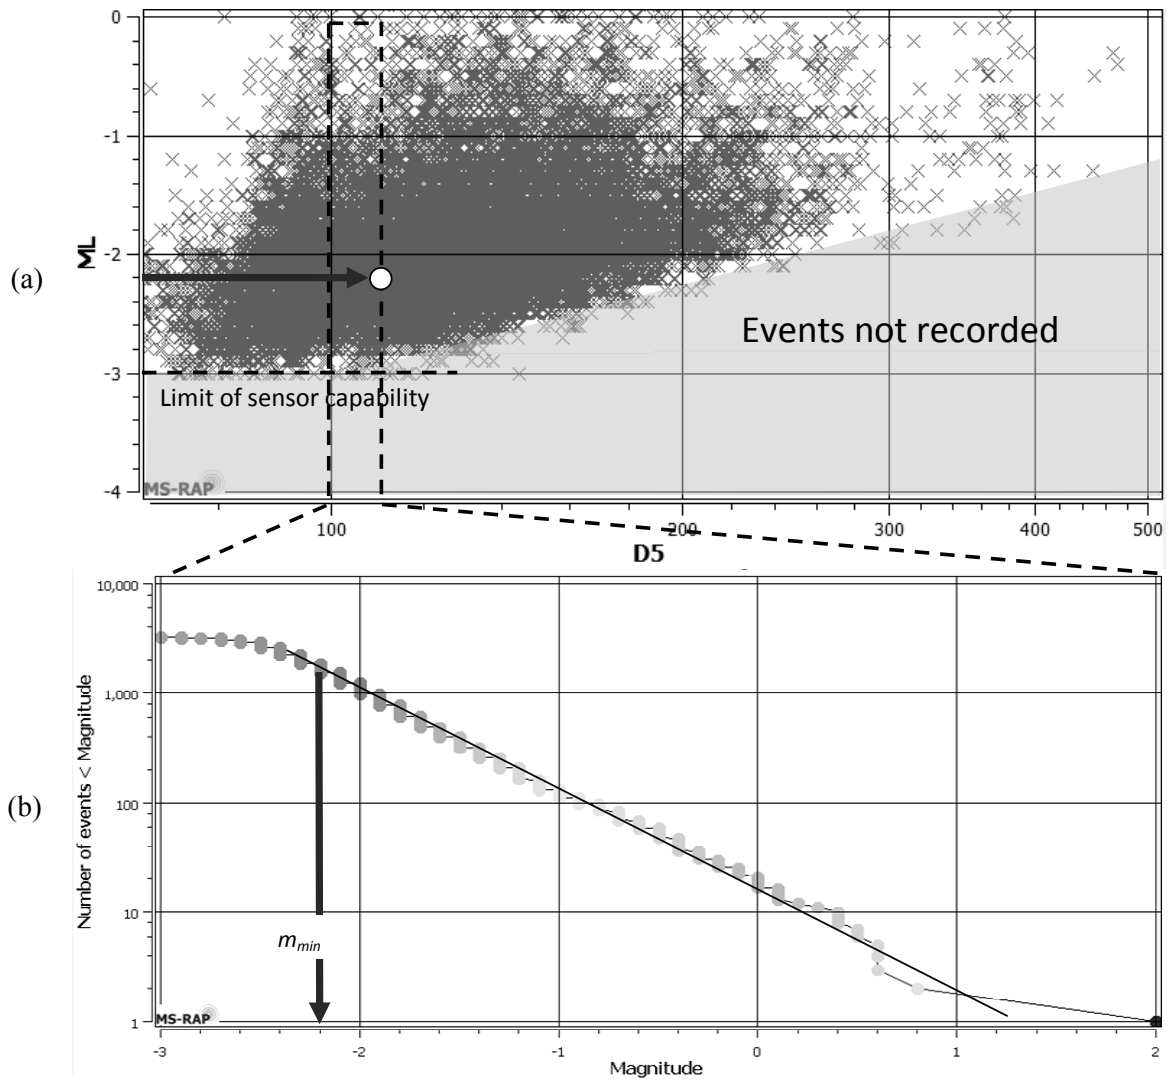 (a)
ML
0
-1
-2
-3
-4
Events not recorded
Limit of sensor capability
MS-RAP
100
200
300
400
500
D5
(b)
Number of events < Magnitude
10,000
1,000
100
10
1
m_min
MS-RAP
-3
-2
-1
0
1
2
Magnitude